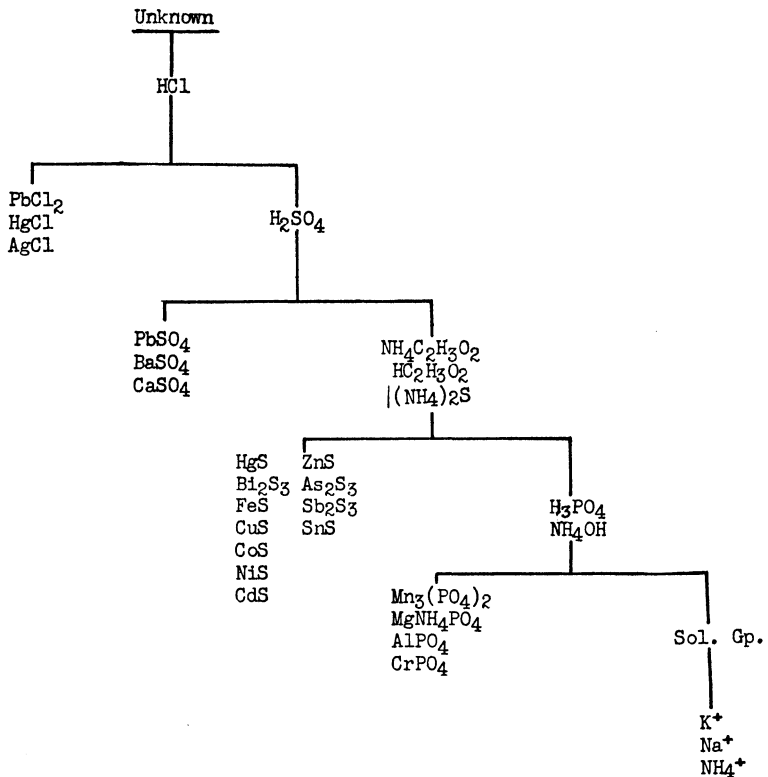 Unknown
HCl
PbCl2
HgCl
AgCl
H2SO4
PbSO4
BaSO4
CaSO4
NH4C2H3O2
HC2H3O2
(NH4)2S
HgS ZnS
Bi2S3 As2S3
FeS Sb2S3
CuS SnS
CoS
NiS
CdS
H3PO4
NH4OH
Mn3(PO4)2
MgNH4PO4
AlPO4
CrPO4
Sol. Gp.
K+
Na+
NH4+